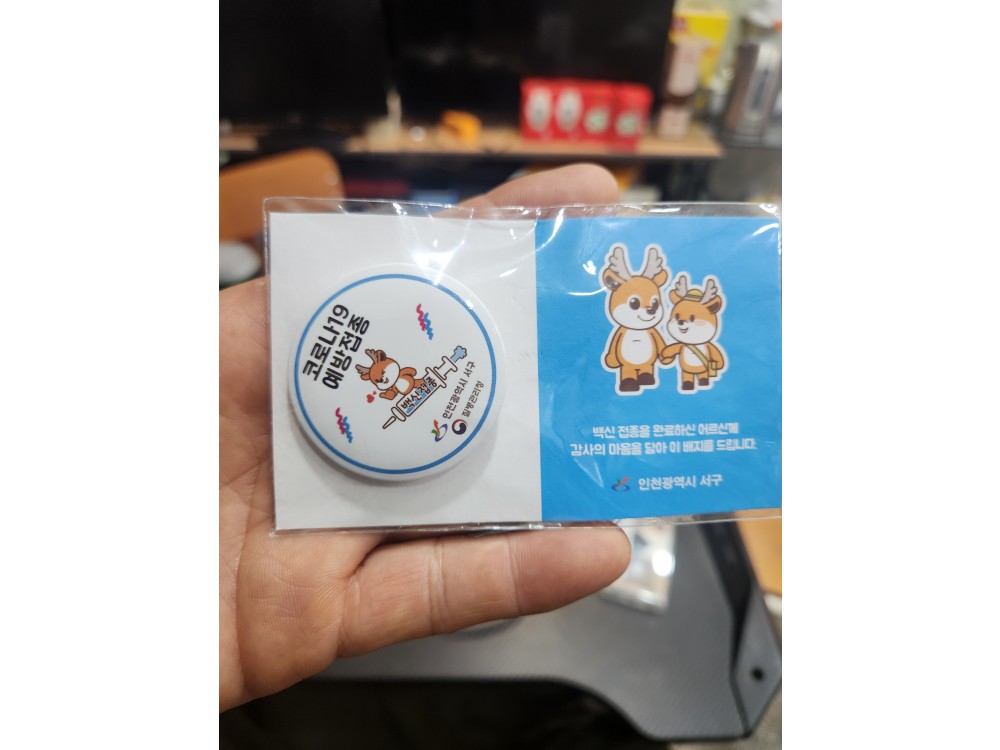 코로나19
예방접종
백신접종
인천광역시 서구
질병관리청
백신 접종을 완료하신 어르신께
감사의 마음을 담아 이 배지를 드립니다.
인천광역시 서구